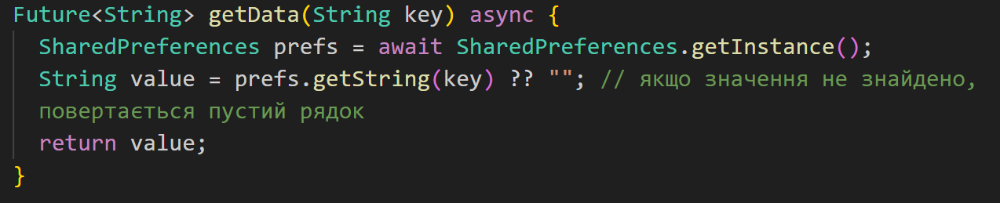 Future<String> getData(String key) async {
SharedPreferences prefs = await SharedPreferences.getInstance();
String value = prefs.getString(key) ?? ""; // якщо значення не знайдено,
повертається пустий рядок
return value;
}